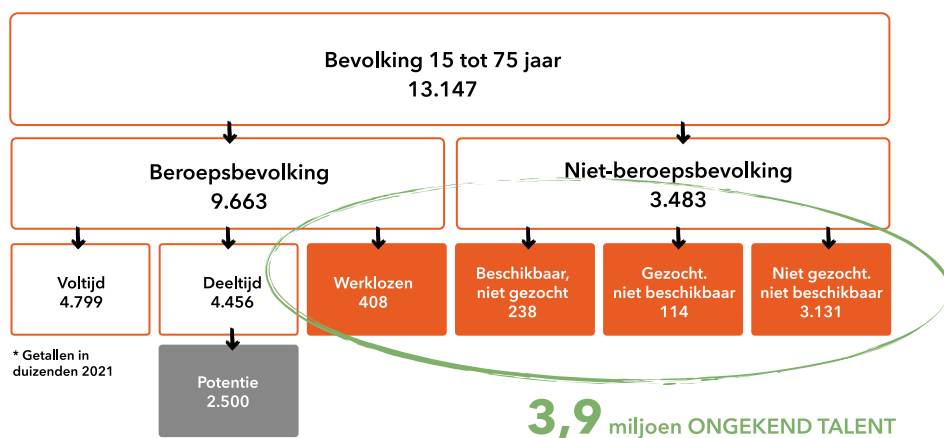 Bevolking 15 tot 75 jaar
13.147
Beroepsbevolking
9.663
Niet-beroepsbevolking
3.483
Voltijd
4.799
Deeltijd
4.456
Werklozen
408
Beschikbaar,
niet gezocht
238
Gezocht.
niet beschikbaar
114
Niet gezocht.
niet beschikbaar
3.131
* Getallen in
duizenden 2021
Potentie
2.500
3,9 miljoen ONGEKEND TALENT